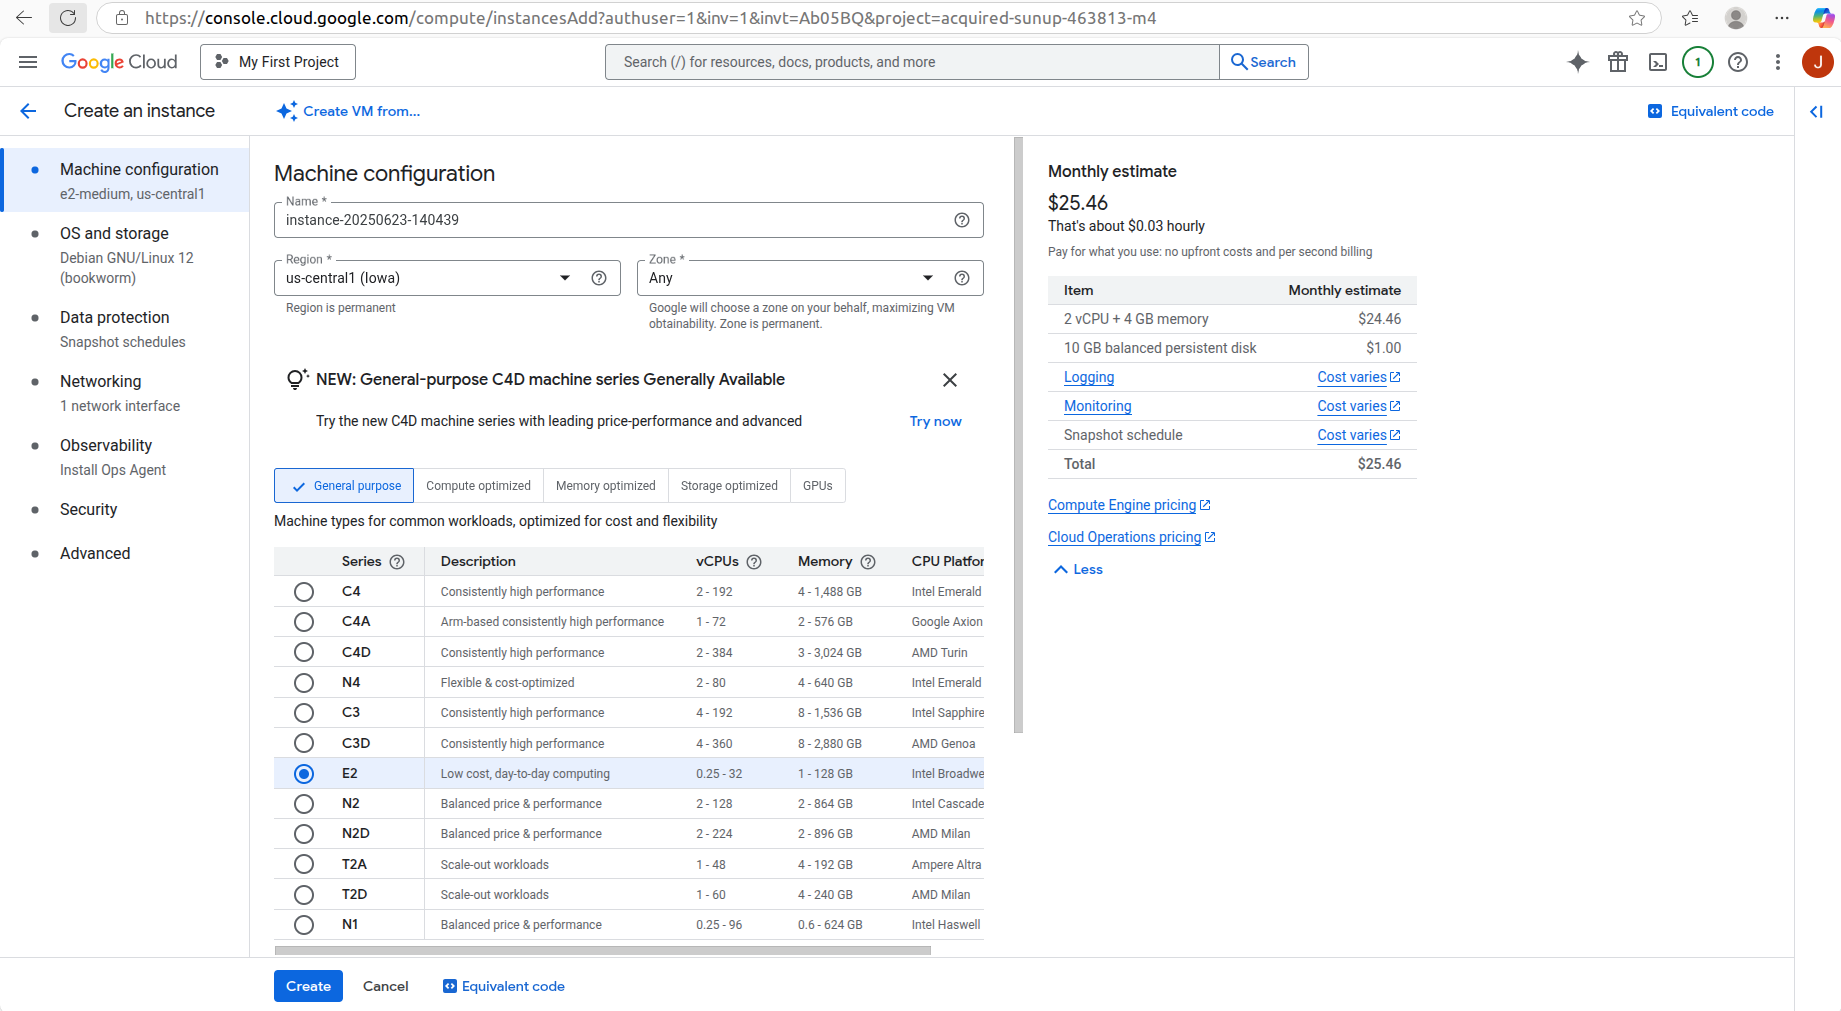 https://console.cloud.google.com/compute/instancesAdd?authuser=1&inv=1&invt=Ab05BQ&project=acquired-sunup-463813-m4
Google Cloud
My First Project
Search (/) for resources, docs, products, and more
Search
1
J
Create an instance
Create VM from...
Equivalent code
Machine configuration
e2-medium, us-central1
OS and storage
Debian GNU/Linux 12
(bookworm)
Data protection
Snapshot schedules
Networking
1 network interface
Observability
Install Ops Agent
Security
Advanced
Machine configuration
Name *
instance-20250623-140439
Region *
us-central1 (Iowa)
Region is permanent
Zone *
Any
Google will choose a zone on your behalf, maximizing VM
obtainability. Zone is permanent.
NEW: General-purpose C4D machine series Generally Available
Try the new C4D machine series with leading price-performance and advanced
Try now
General purpose
Compute optimized
Memory optimized
Storage optimized
GPUs
Machine types for common workloads, optimized for cost and flexibility
Series Description vCPUs Memory CPU Platfor
C4 Consistently high performance 2 - 192 4 - 1,488 GB Intel Emerald
C4A Arm-based consistently high performance 1 - 72 2 - 576 GB Google Axion
C4D Consistently high performance 2 - 384 3 - 3,024 GB AMD Turin
N4 Flexible & cost-optimized 2 - 80 4 - 640 GB Intel Emerald
C3 Consistently high performance 4 - 192 8 - 1,536 GB Intel Sapphire
C3D Consistently high performance 4 - 360 8 - 2,880 GB AMD Genoa
E2 Low cost, day-to-day computing 0.25 - 32 1 - 128 GB Intel Broadwe
N2 Balanced price & performance 2 - 128 2 - 864 GB Intel Cascade
N2D Balanced price & performance 2 - 224 2 - 896 GB AMD Milan
T2A Scale-out workloads 1 - 48 4 - 192 GB Ampere Altra
T2D Scale-out workloads 1 - 60 4 - 240 GB AMD Milan
N1 Balanced price & performance 0.25 - 96 0.6 - 624 GB Intel Haswell
Create
Cancel
Equivalent code
Monthly estimate
$25.46
That's about $0.03 hourly
Pay for what you use: no upfront costs and per second billing
Item Monthly estimate
2 vCPU + 4 GB memory $24.46
10 GB balanced persistent disk $1.00
Logging Cost varies
Monitoring Cost varies
Snapshot schedule Cost varies
Total $25.46
Compute Engine pricing
Cloud Operations pricing
Less